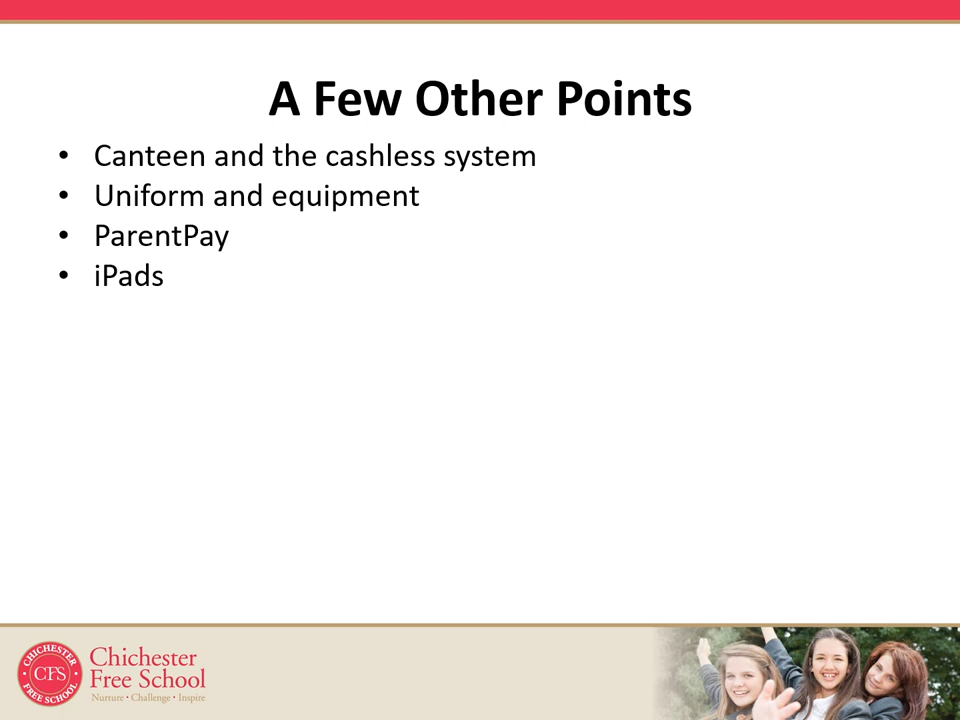 A Few Other Points
• Canteen and the cashless system
• Uniform and equipment
• ParentPay
• iPads
CHICHESTER
CFS
FREE SCHOOL
Chichester
Free School
Nurture • Challenge • Inspire